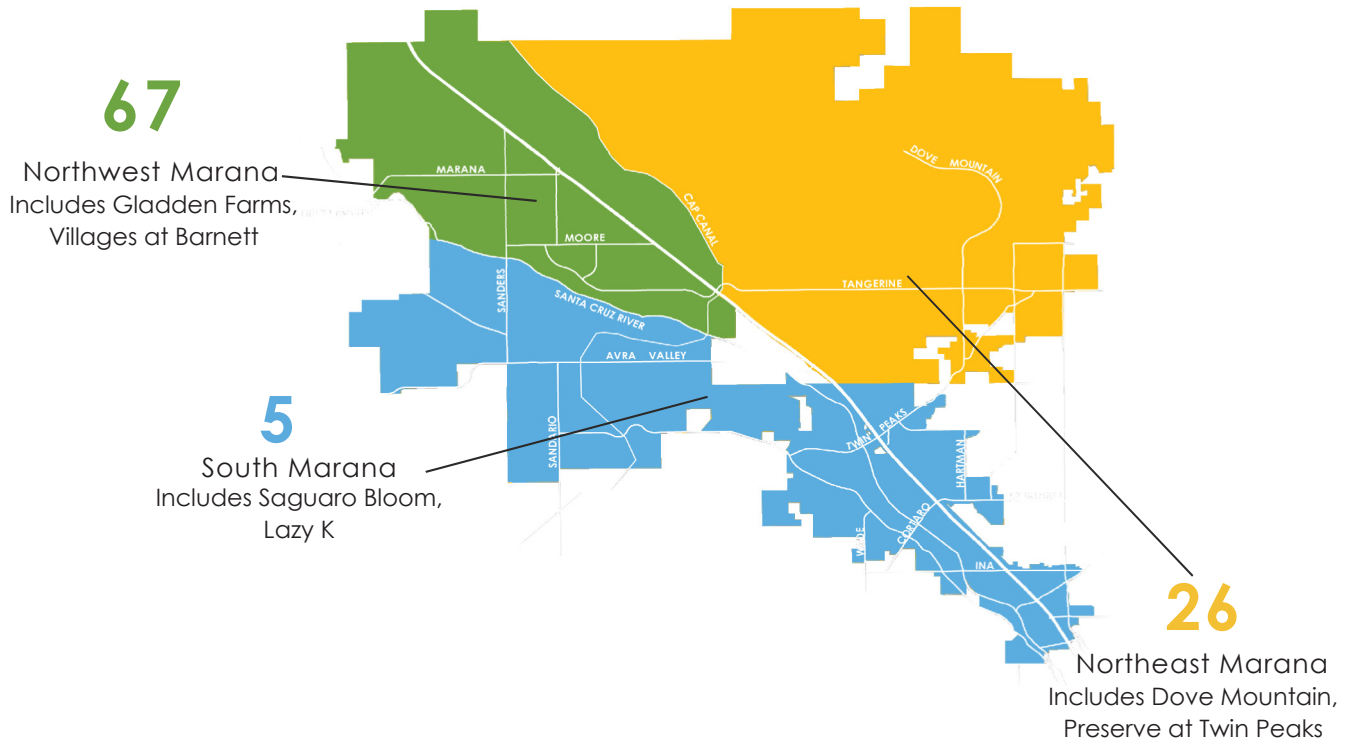 67
Northwest Marana
Includes Gladden Farms,
Villages at Barnett
5
South Marana
Includes Saguaro Bloom,
Lazy K
26
Northeast Marana
Includes Dove Mountain,
Preserve at Twin Peaks
MARANA
MOORE
SANDERS
SANTA CRUZ RIVER
CAP CANAL
DOVE MOUNTAIN
TANGERINE
AVRA VALLEY
SANDARIO
TWIN PEAKS
HARTMAN
CORTARO
WADE
INA